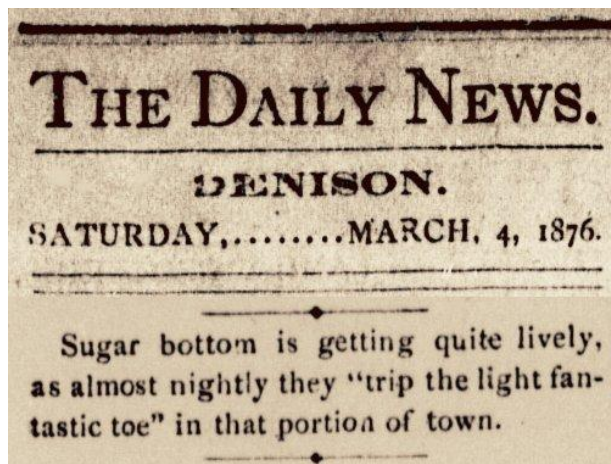 THE DAILY NEWS.
DENISON.
SATURDAY,........MARCH, 4, 1876.
Sugar bottom is getting quite lively,
as almost nightly they "trip the light fan-
tastic toe" in that portion of town.